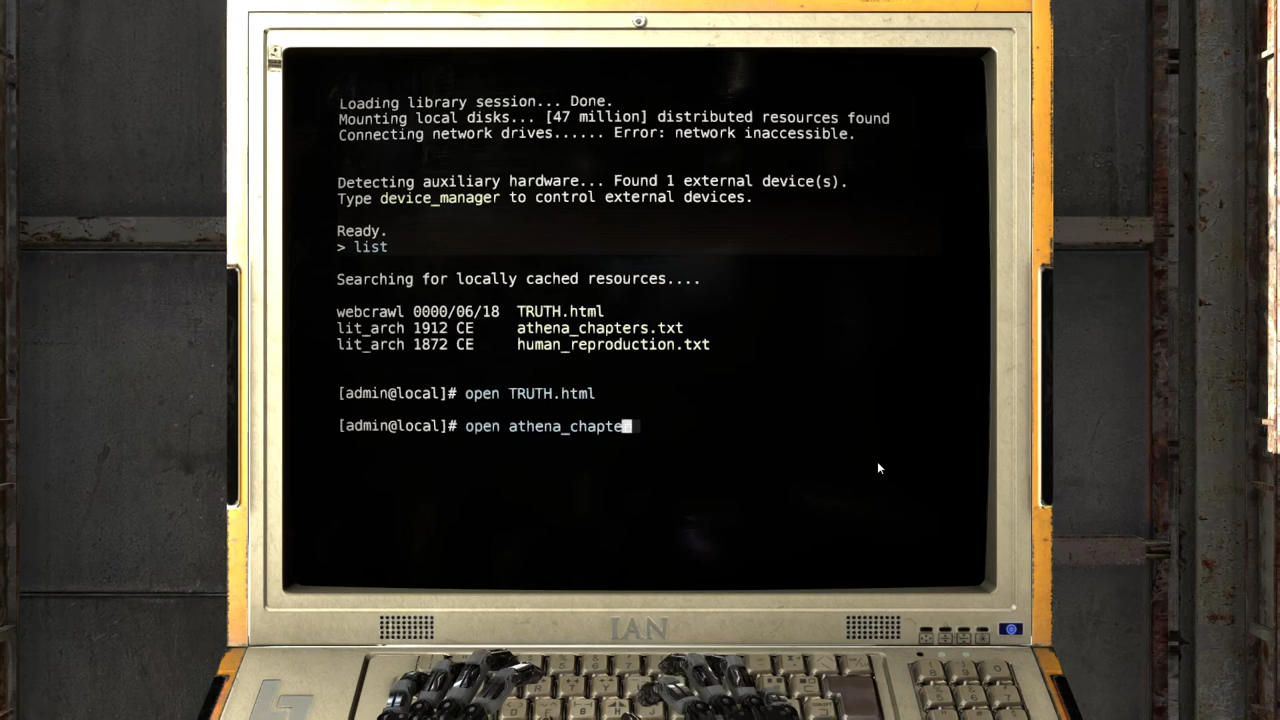 Loading library session... Done.
Mounting local disks... [47 million] distributed resources found
Connecting network drives...... Error: network inaccessible.
Detecting auxiliary hardware... Found 1 external device(s).
Type device_manager to control external devices.
Ready.
> list
Searching for locally cached resources....
webcrawl 0000/06/18 TRUTH.html
lit_arch 1912 CE athena_chapters.txt
lit_arch 1872 CE human_reproduction.txt
[admin@local]# open TRUTH.html
[admin@local]# open athena_chapte
IAN